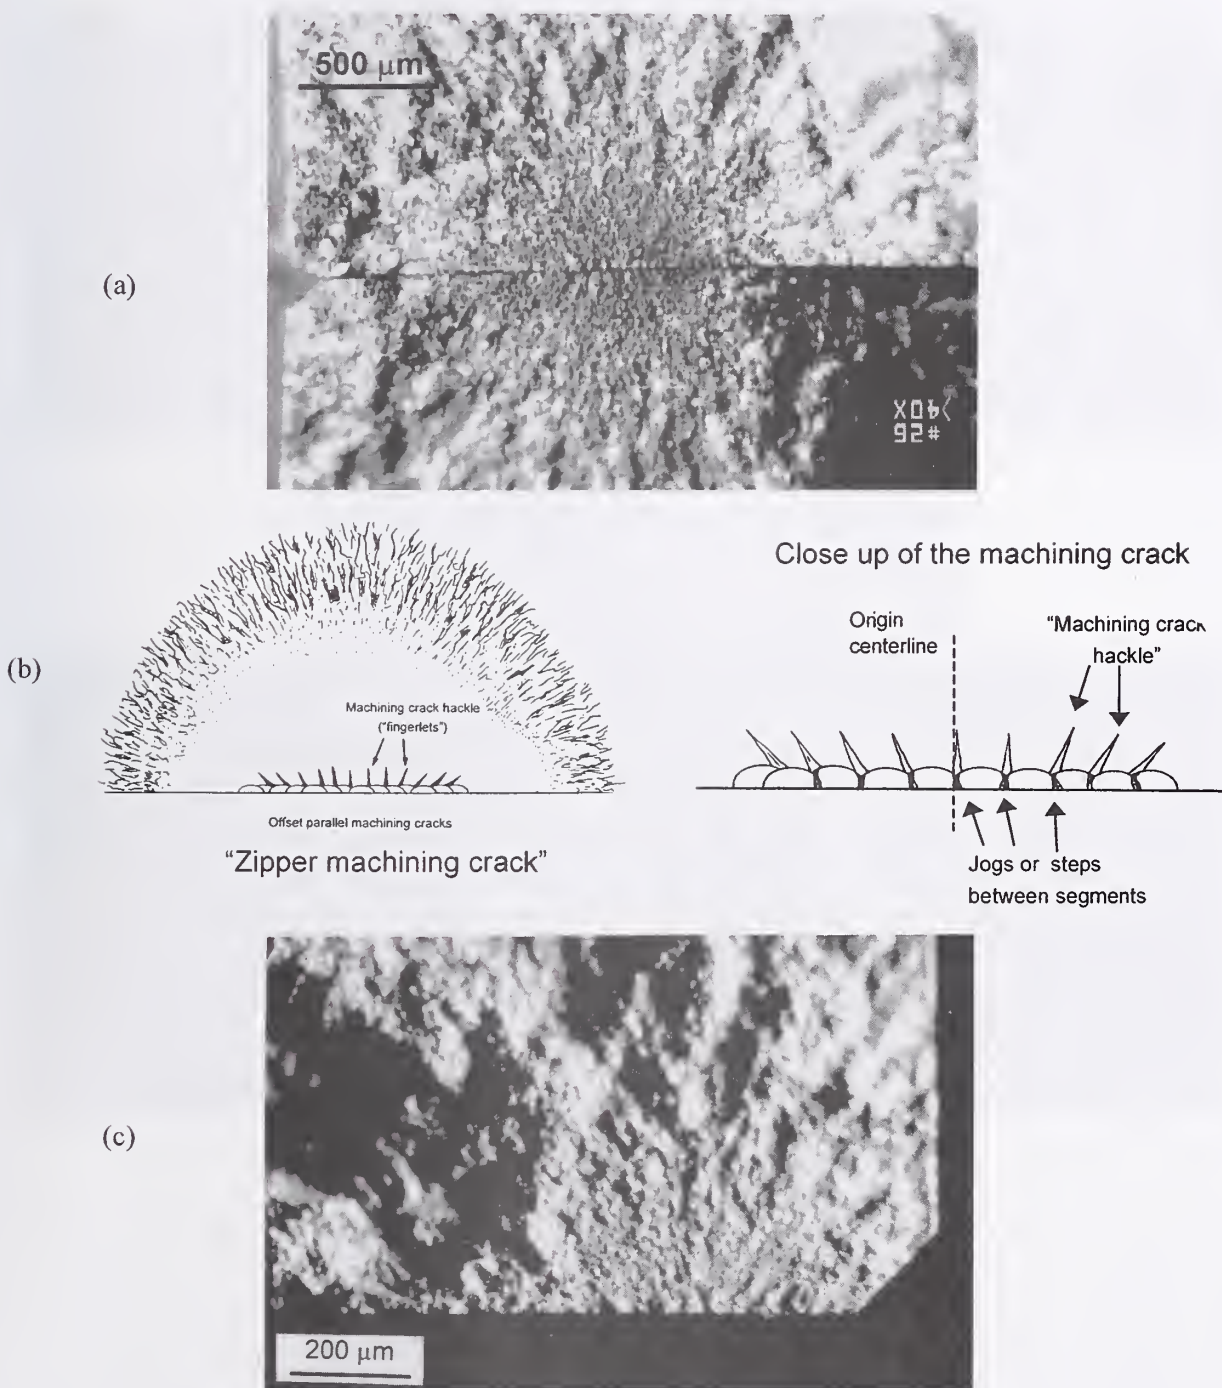 500 µm
(a)
X04
92#
Close up of the machining crack
Origin
centerline
"Machining crack
hackle"
(b)
Machining crack hackle
("fingerlets")
Offset parallel machining cracks
"Zipper machining crack"
Jogs or steps
between segments
(c)
200 µm